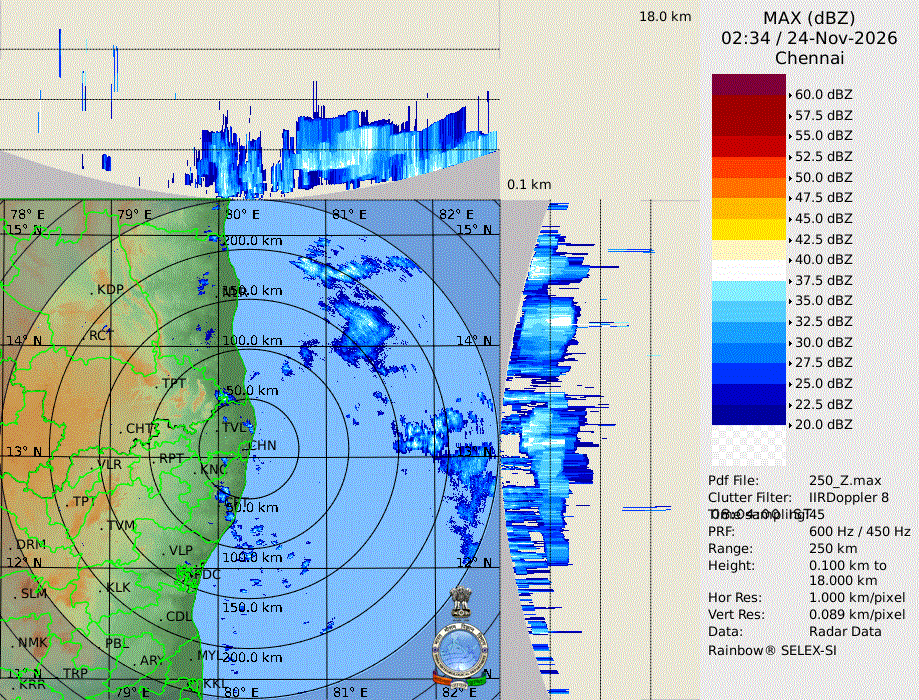 18.0 km
0.1 km
MAX (dBZ)
02:34 / 24-Nov-2026
Chennai
60.0 dBZ
57.5 dBZ
55.0 dBZ
52.5 dBZ
50.0 dBZ
47.5 dBZ
45.0 dBZ
42.5 dBZ
40.0 dBZ
37.5 dBZ
35.0 dBZ
32.5 dBZ
30.0 dBZ
27.5 dBZ
25.0 dBZ
22.5 dBZ
20.0 dBZ
Pdf File: 250_Z.max
Clutter Filter: IIRDoppler 8
Time sampling: 45
PRF: 600 Hz / 450 Hz
Range: 250 km
Height: 0.100 km to
18.000 km
Hor Res: 1.000 km/pixel
Vert Res: 0.089 km/pixel
Data: Radar Data
Rainbow® SELEX-SI
78° E 79° E 80° E 81° E 82° E
15° N 15° N
200.0 km
KDP
150.0 km
RCT
100.0 km
14° N 14° N
TPT
50.0 km
CHT
TVL
CHN
13° N 13° N
VLR
RPT
KNC
TPT
50.0 km
TVM
DRM
VLP
100.0 km
12° N 12° N
PDC
SLM
KLK
150.0 km
CDL
NMK
PBL
ARY
MYL
200.0 km
TRP
KRR
KKL
79° E 80° E 81° E 82° E